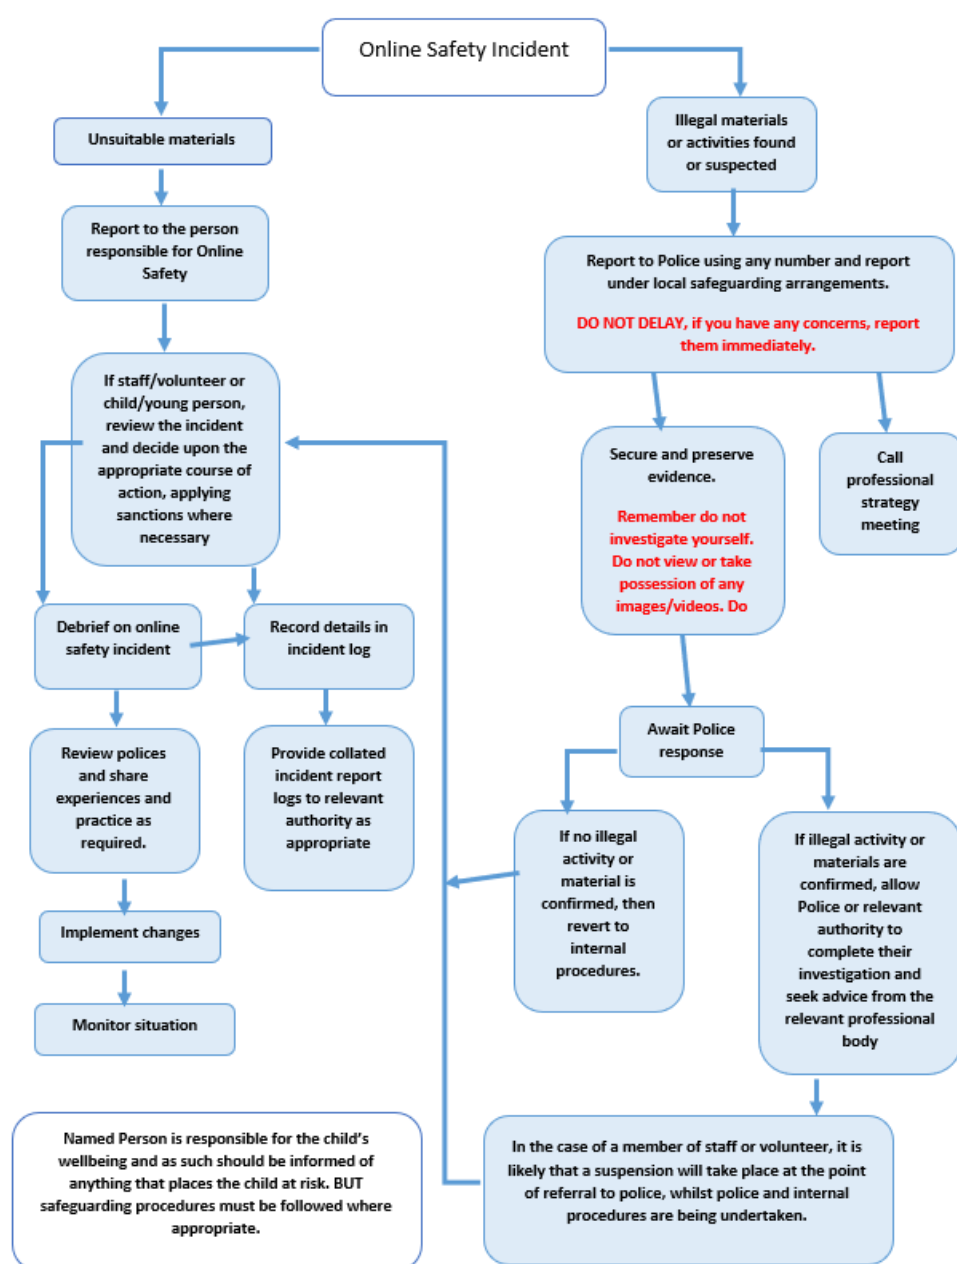 Online Safety Incident
Unsuitable materials
Illegal materials
or activities found
or suspected
Report to the person
responsible for Online
Safety
Report to Police using any number and report
under local safeguarding arrangements.
DO NOT DELAY, if you have any concerns, report
them immediately.
If staff/volunteer or
child/young person,
review the incident
and decide upon the
appropriate course of
action, applying
sanctions where
necessary
Secure and preserve
evidence.
Remember do not
investigate yourself.
Do not view or take
possession of any
images/videos. Do
Call
professional
strategy
meeting
Debrief on online
safety incident
Record details in
incident log
Review polices
and share
experiences and
practice as
required.
Provide collated
incident report
logs to relevant
authority as
appropriate
Await Police
response
If no illegal
activity or
material is
confirmed, then
revert to
internal
procedures.
If illegal activity or
materials are
confirmed, allow
Police or relevant
authority to
complete their
investigation and
seek advice from the
relevant professional
body
Implement changes
Monitor situation
Named Person is responsible for the child’s
wellbeing and as such should be informed of
anything that places the child at risk. BUT
safeguarding procedures must be followed where
appropriate.
In the case of a member of staff or volunteer, it is
likely that a suspension will take place at the point
of referral to police, whilst police and internal
procedures are being undertaken.